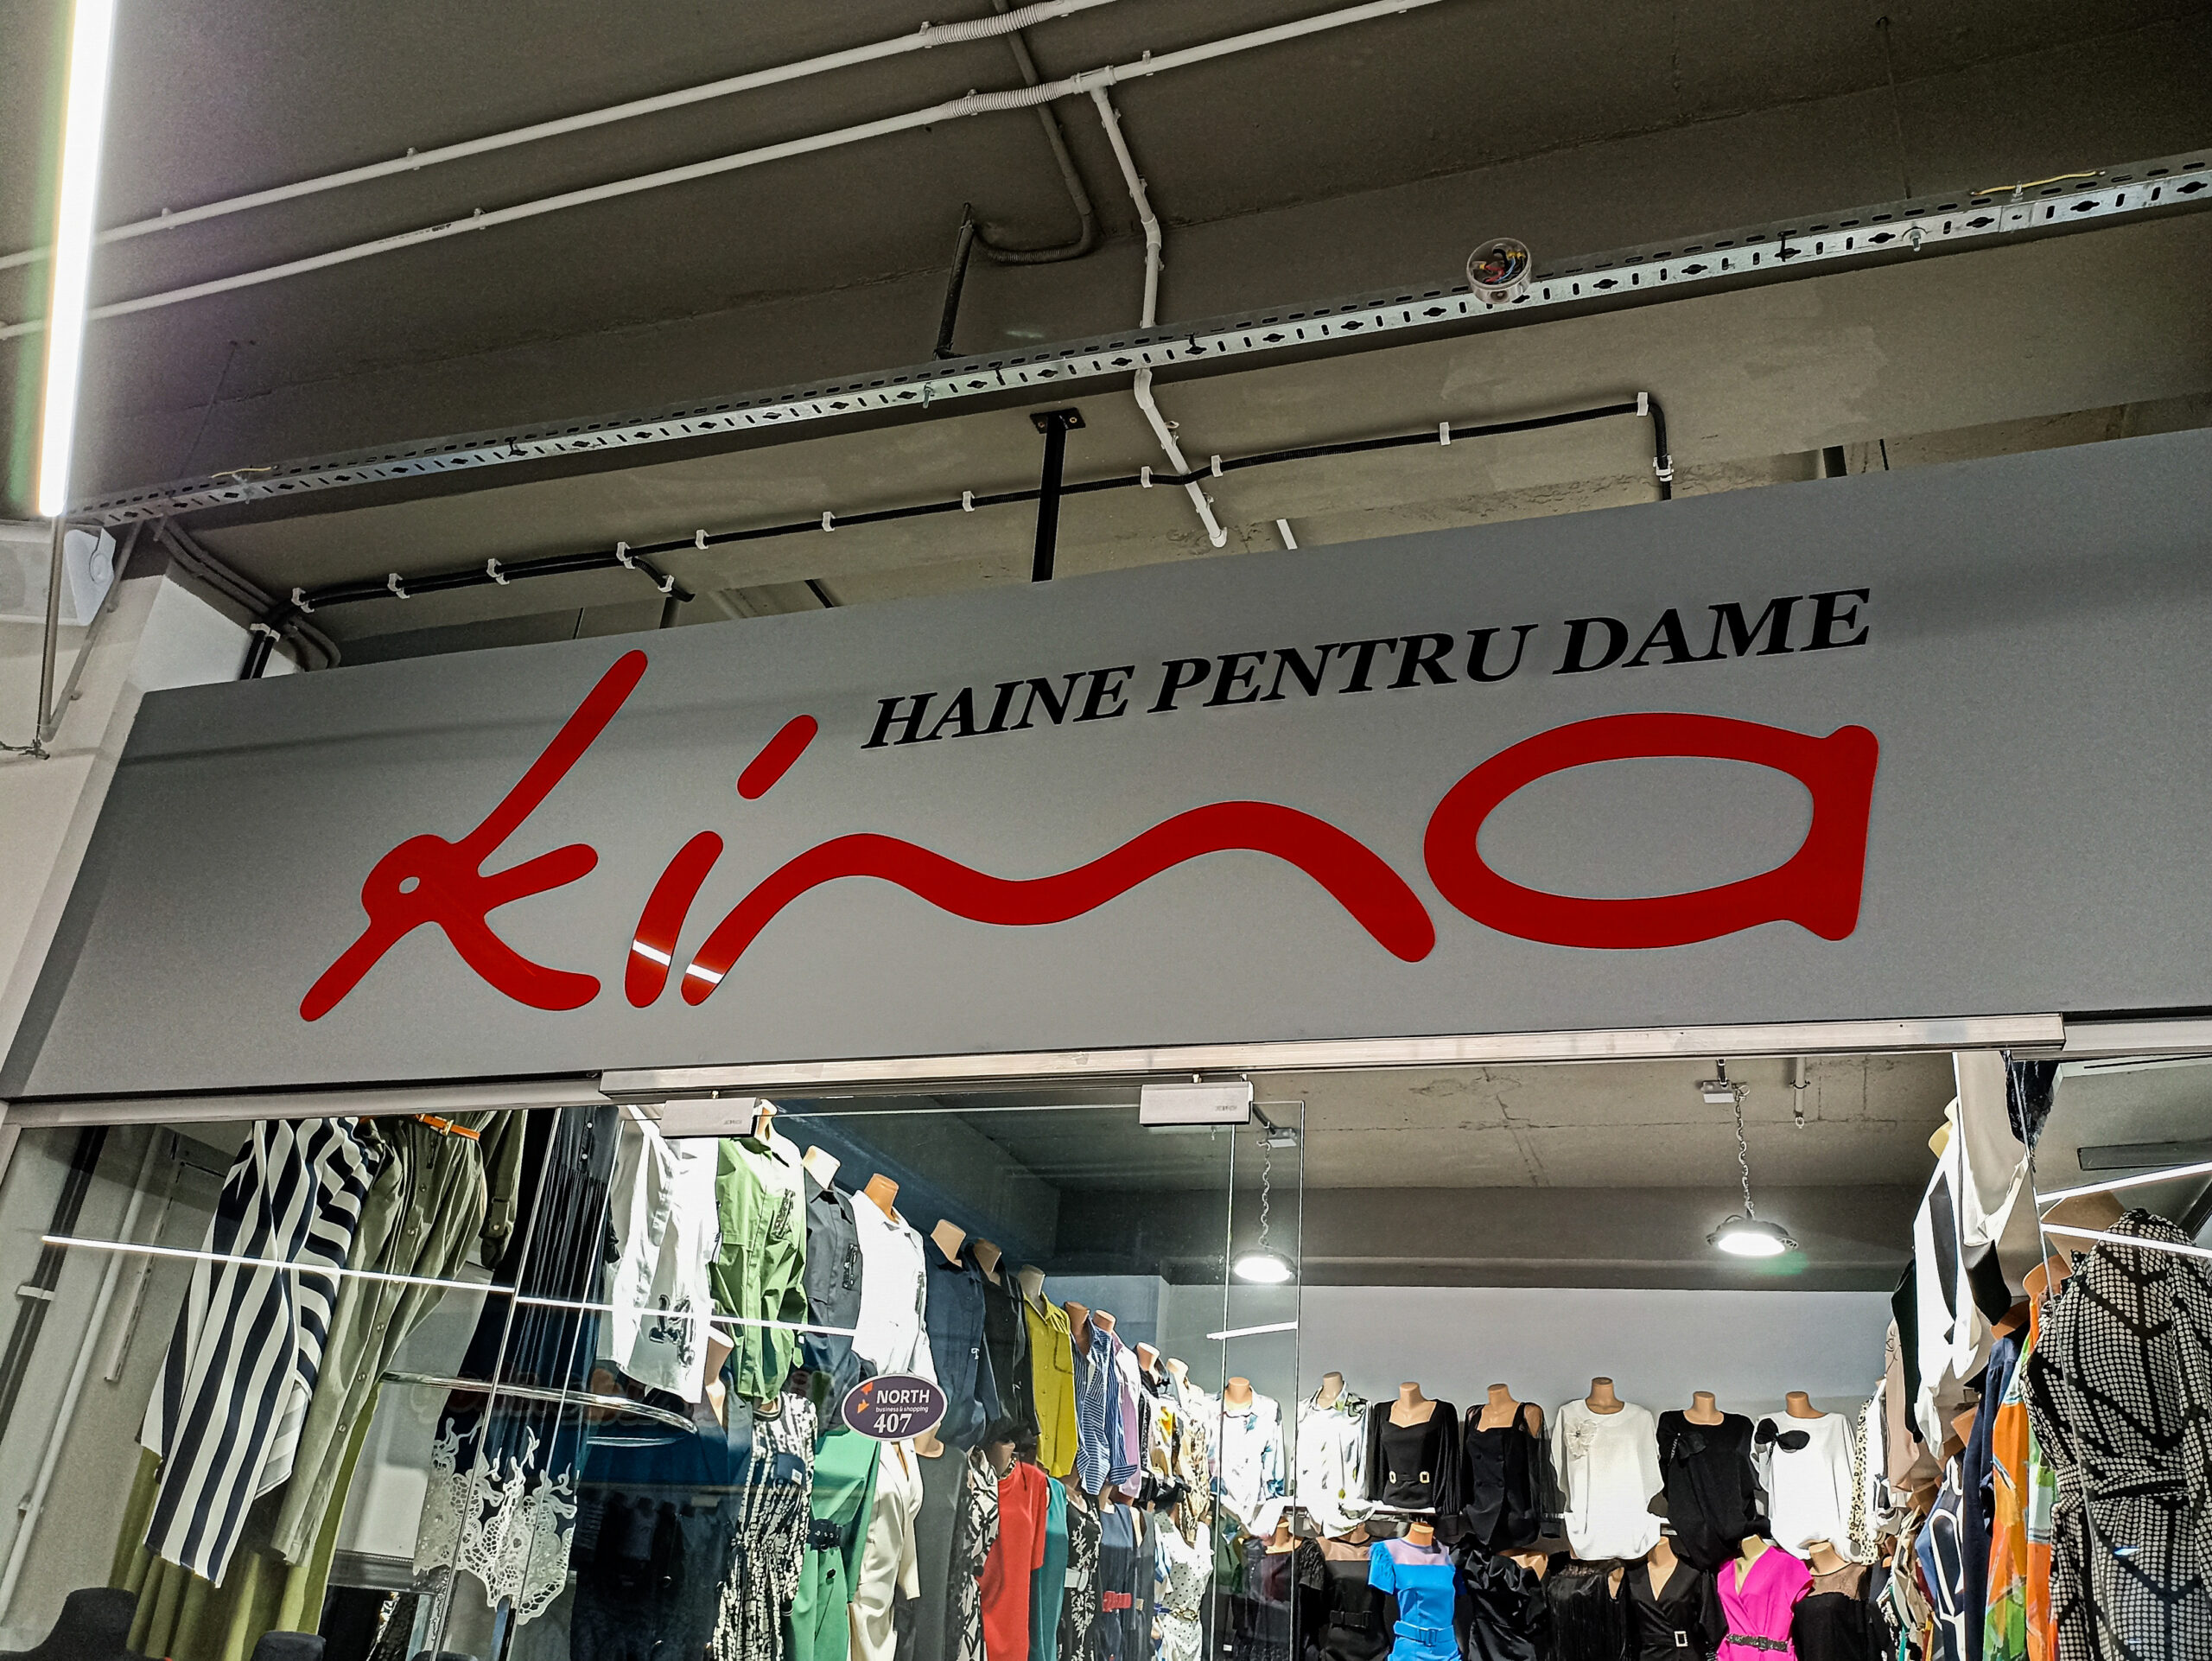 HAINE PENTRU DAME
kima
NORTH
business & shopping
407